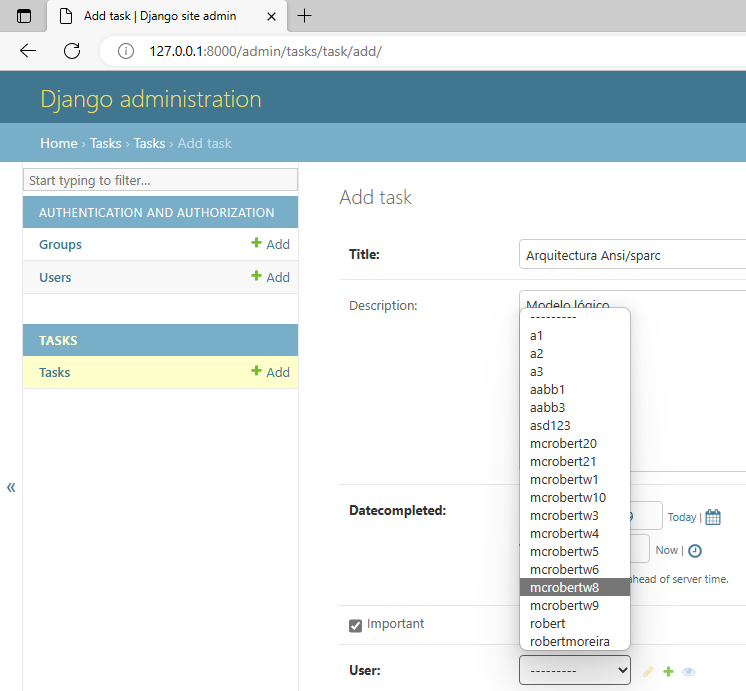 Add task | Django site admin
127.0.0.1:8000/admin/tasks/task/add/
Django administration
Home › Tasks › Tasks › Add task
Start typing to filter...
AUTHENTICATION AND AUTHORIZATION
Groups + Add
Users + Add
TASKS
Tasks + Add
«
Add task
Title: Arquitectura Ansi/sparc
Description: Modelo lógico
---------
a1
a2
a3
aabb1
aabb3
asd123
mcrobert20
mcrobert21
mcrobertw1
mcrobertw10
mcrobertw3
mcrobertw4
mcrobertw5
mcrobertw6
mcrobertw8
mcrobertw9
robert
robertmoreira
Datecompleted:
Today |
Now |
ahead of server time.
Important
User: ---------